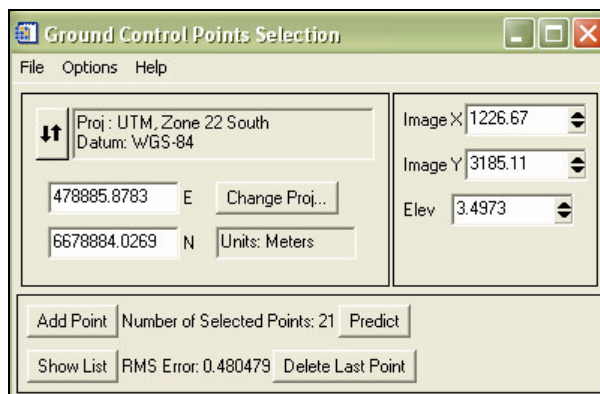 Ground Control Points Selection
File Options Help
Proj : UTM, Zone 22 South
Datum: WGS-84
478885.8783 E Change Proj...
6678884.0269 N Units: Meters
Image X 1226.67
Image Y 3185.11
Elev 3.4973
Add Point Number of Selected Points: 21 Predict
Show List RMS Error: 0.480479 Delete Last Point